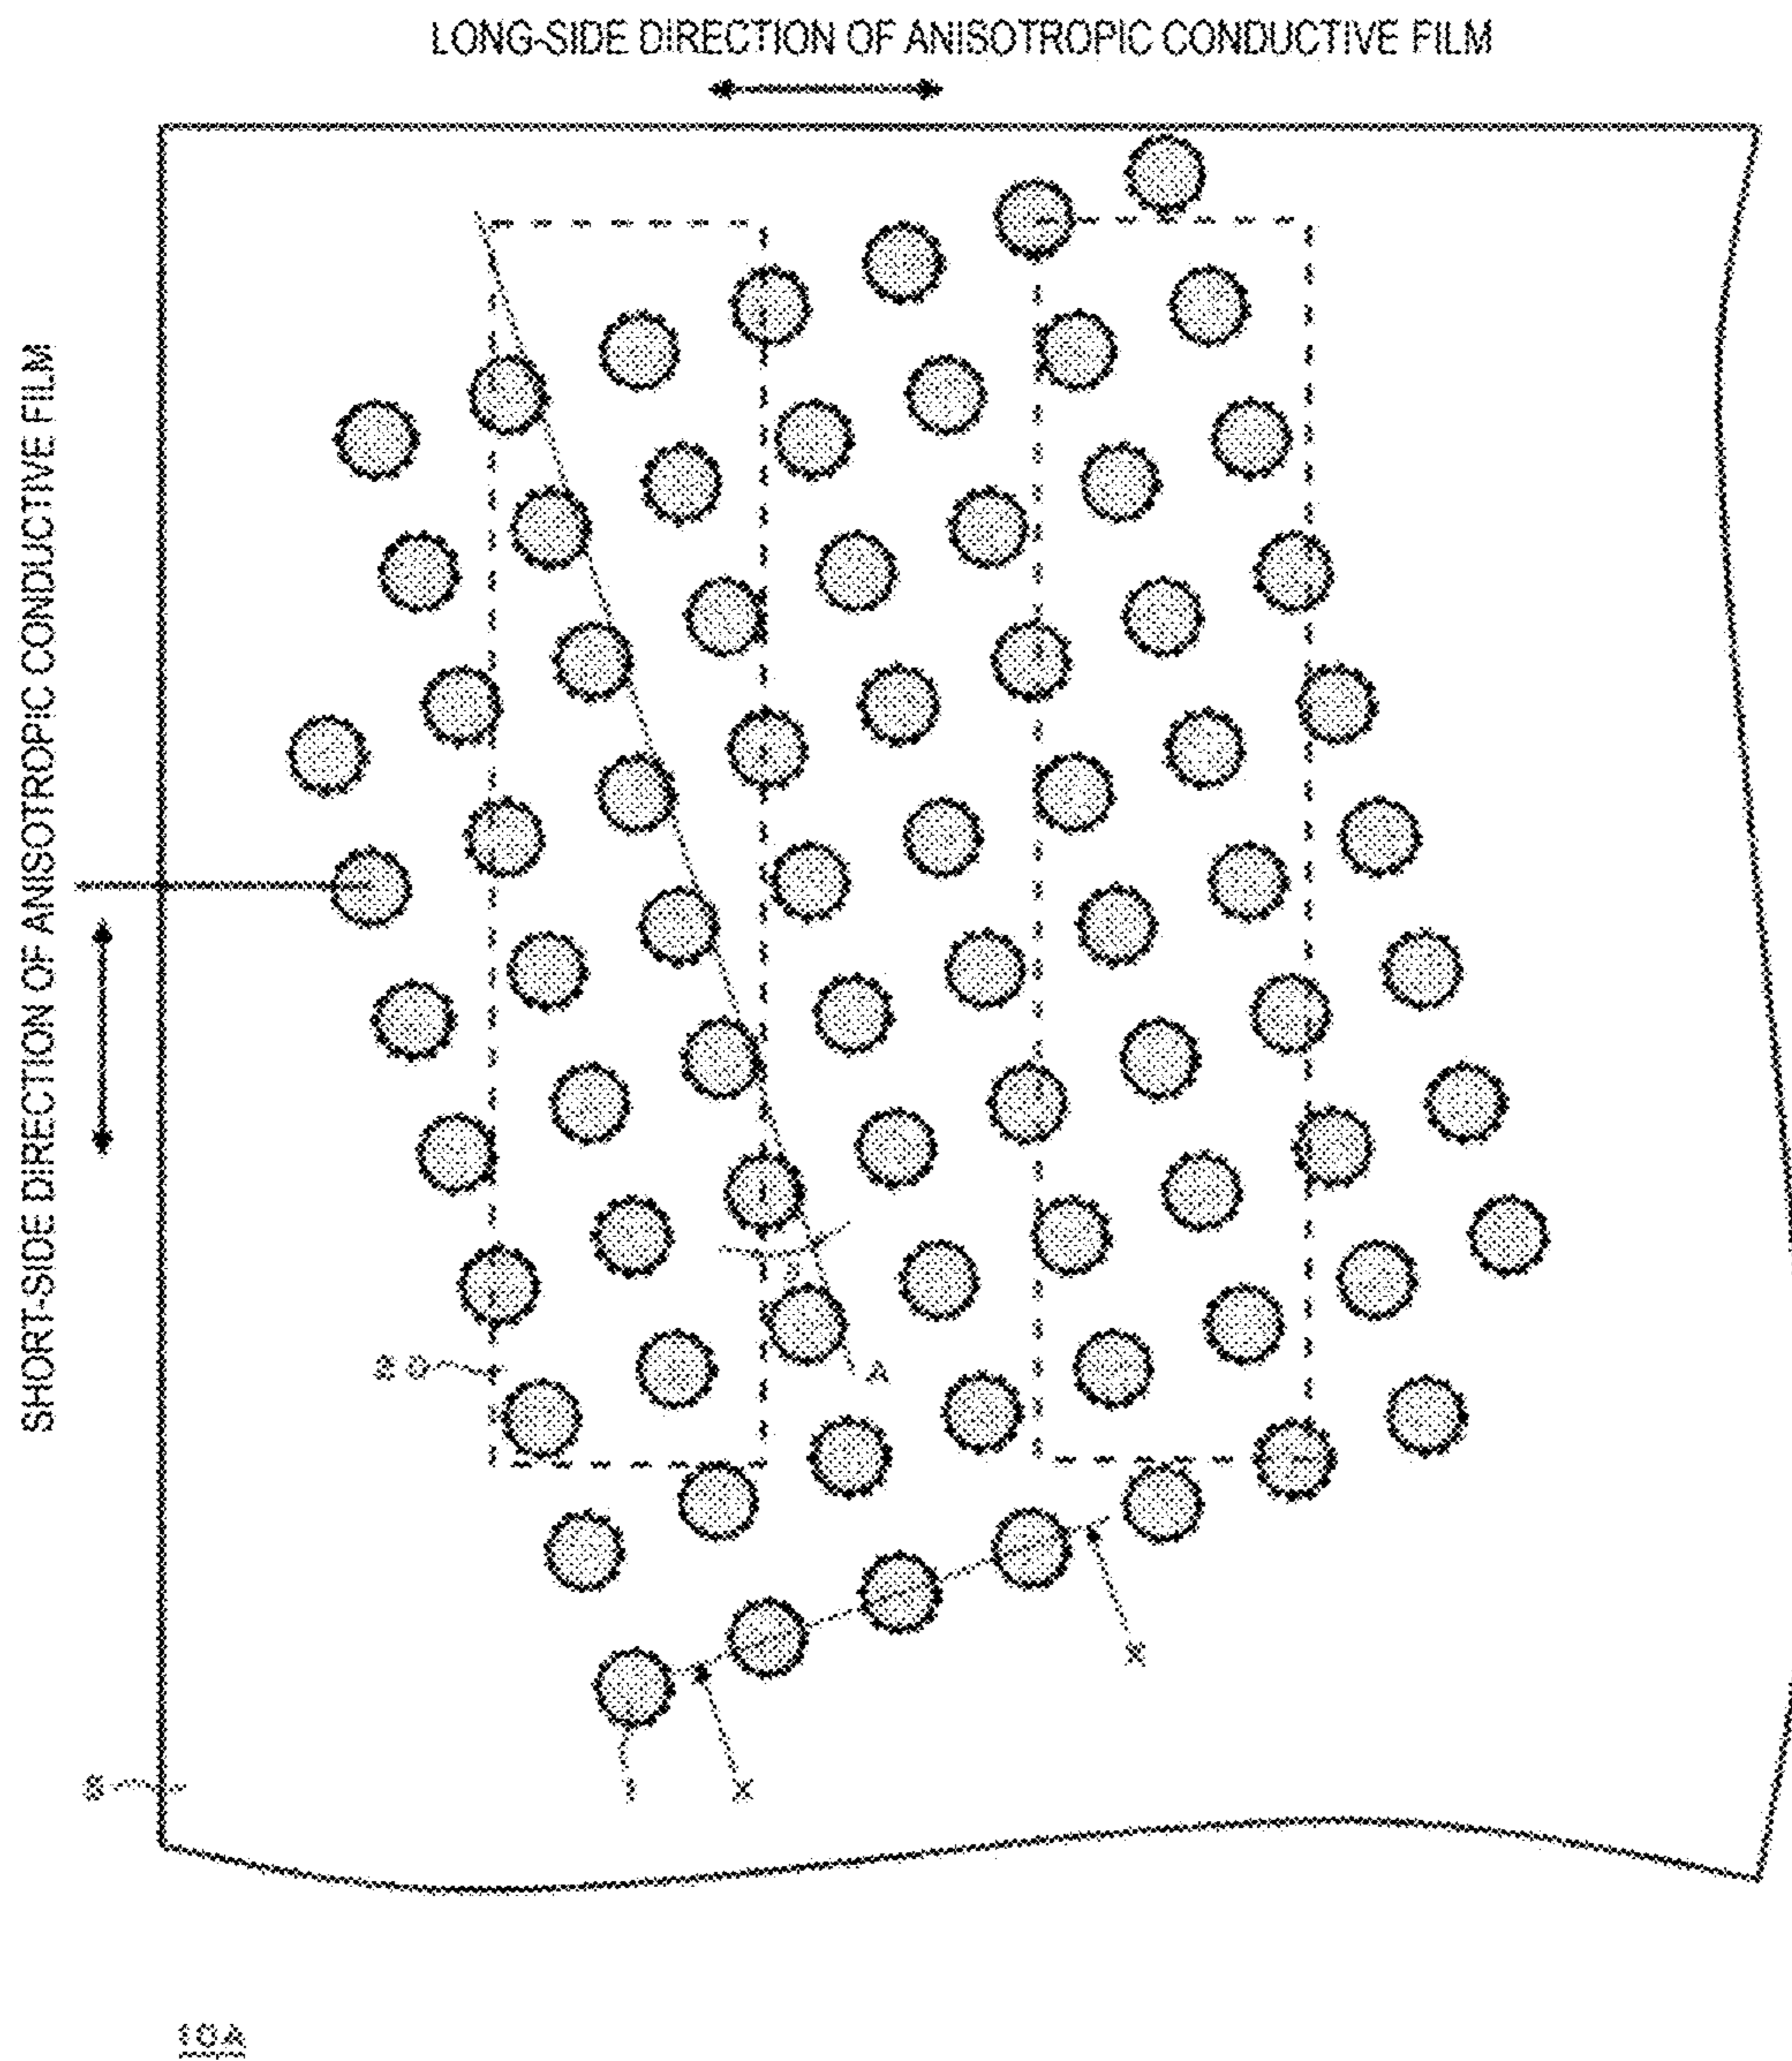 LONG-SIDE DIRECTION OF ANISOTROPIC CONDUCTIVE FILM
SHORT-SIDE DIRECTION OF ANISOTROPIC CONDUCTIVE FILM
A
X
1
X
10A